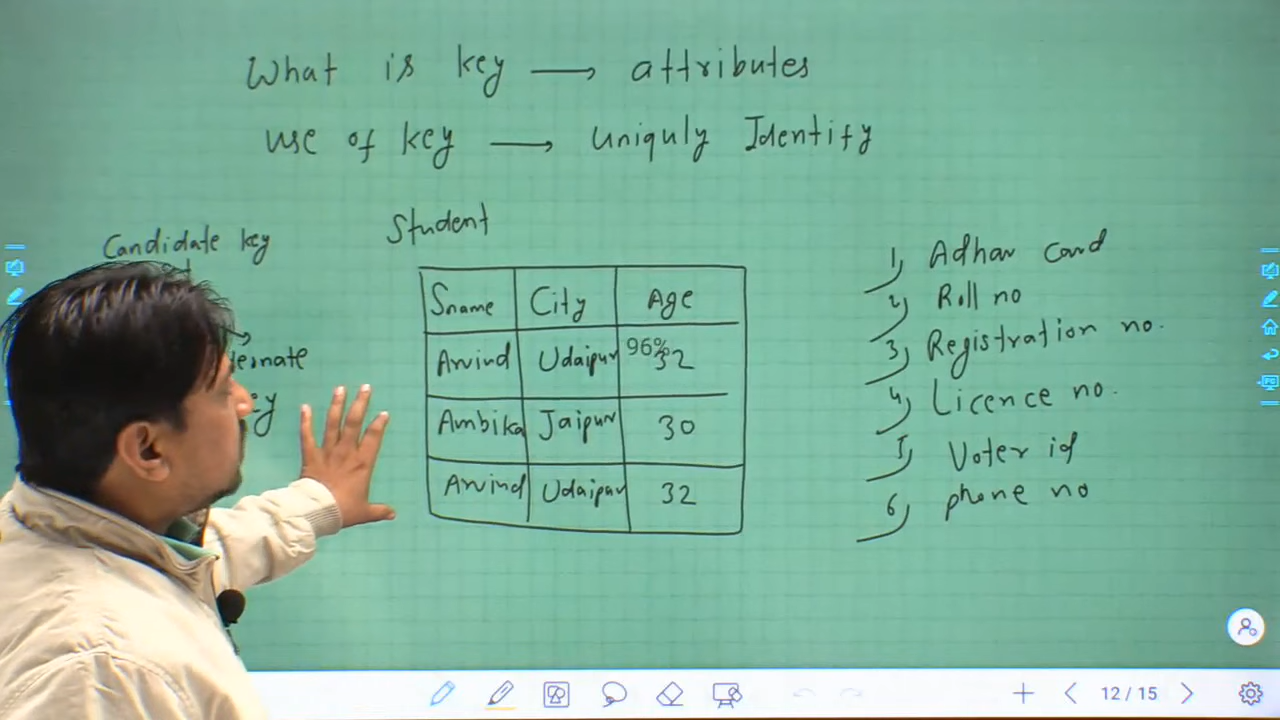 What is key → attributes
use of key → Uniquly Identify
Candidate key
Student
Sname City Age
Arvind Udaipur 96% 32
Ambika Jaipur 30
Arvind Udaipur 32
key
1) Adhar Card
2) Roll no
3) Registration no.
4) Licence no.
5) Voter id
6) phone no
12 / 15